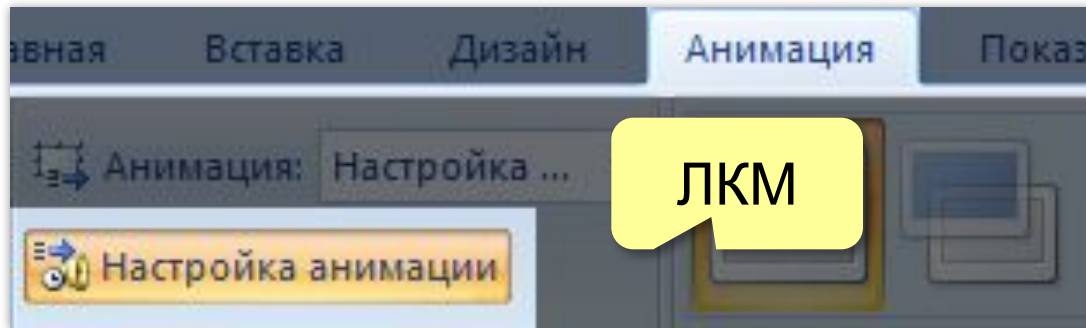 авная Вставка Дизайн Анимация Показ
Анимация: Настройка ...
ЛКМ
Настройка анимации